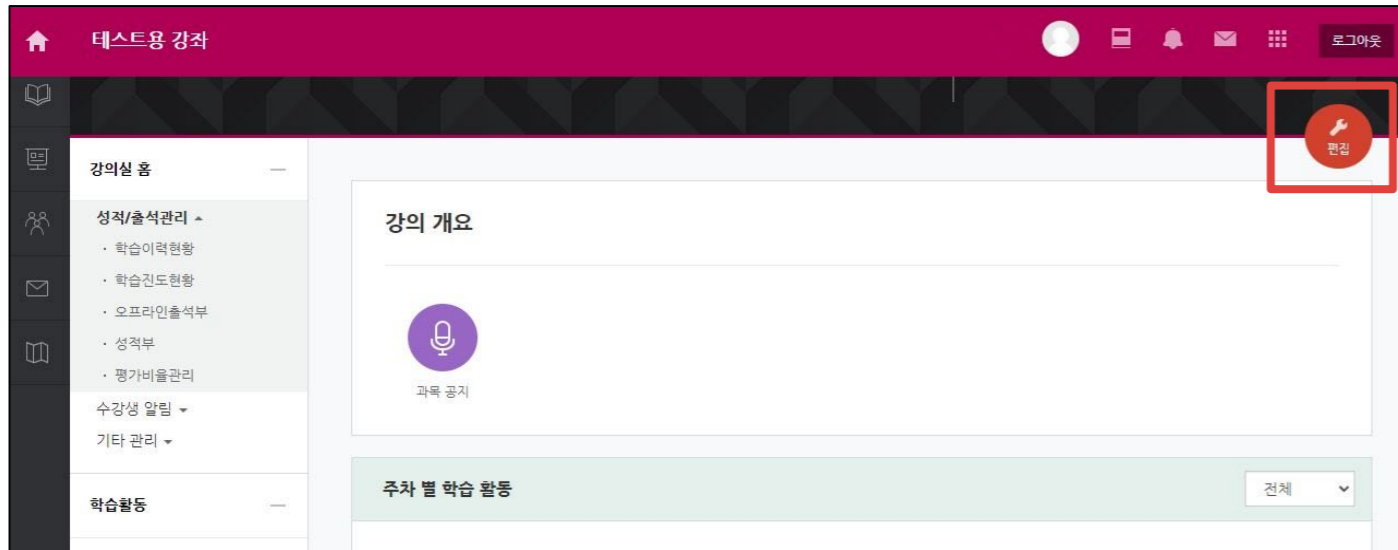 테스트용 강좌
로그아웃
편집
강의실 홈
성적/출석관리
· 학습이력현황
· 학습진도현황
· 오프라인출석부
· 성적부
· 평가비율관리
수강생 알림
기타 관리
학습활동
강의 개요
과목 공지
주차 별 학습 활동
전체